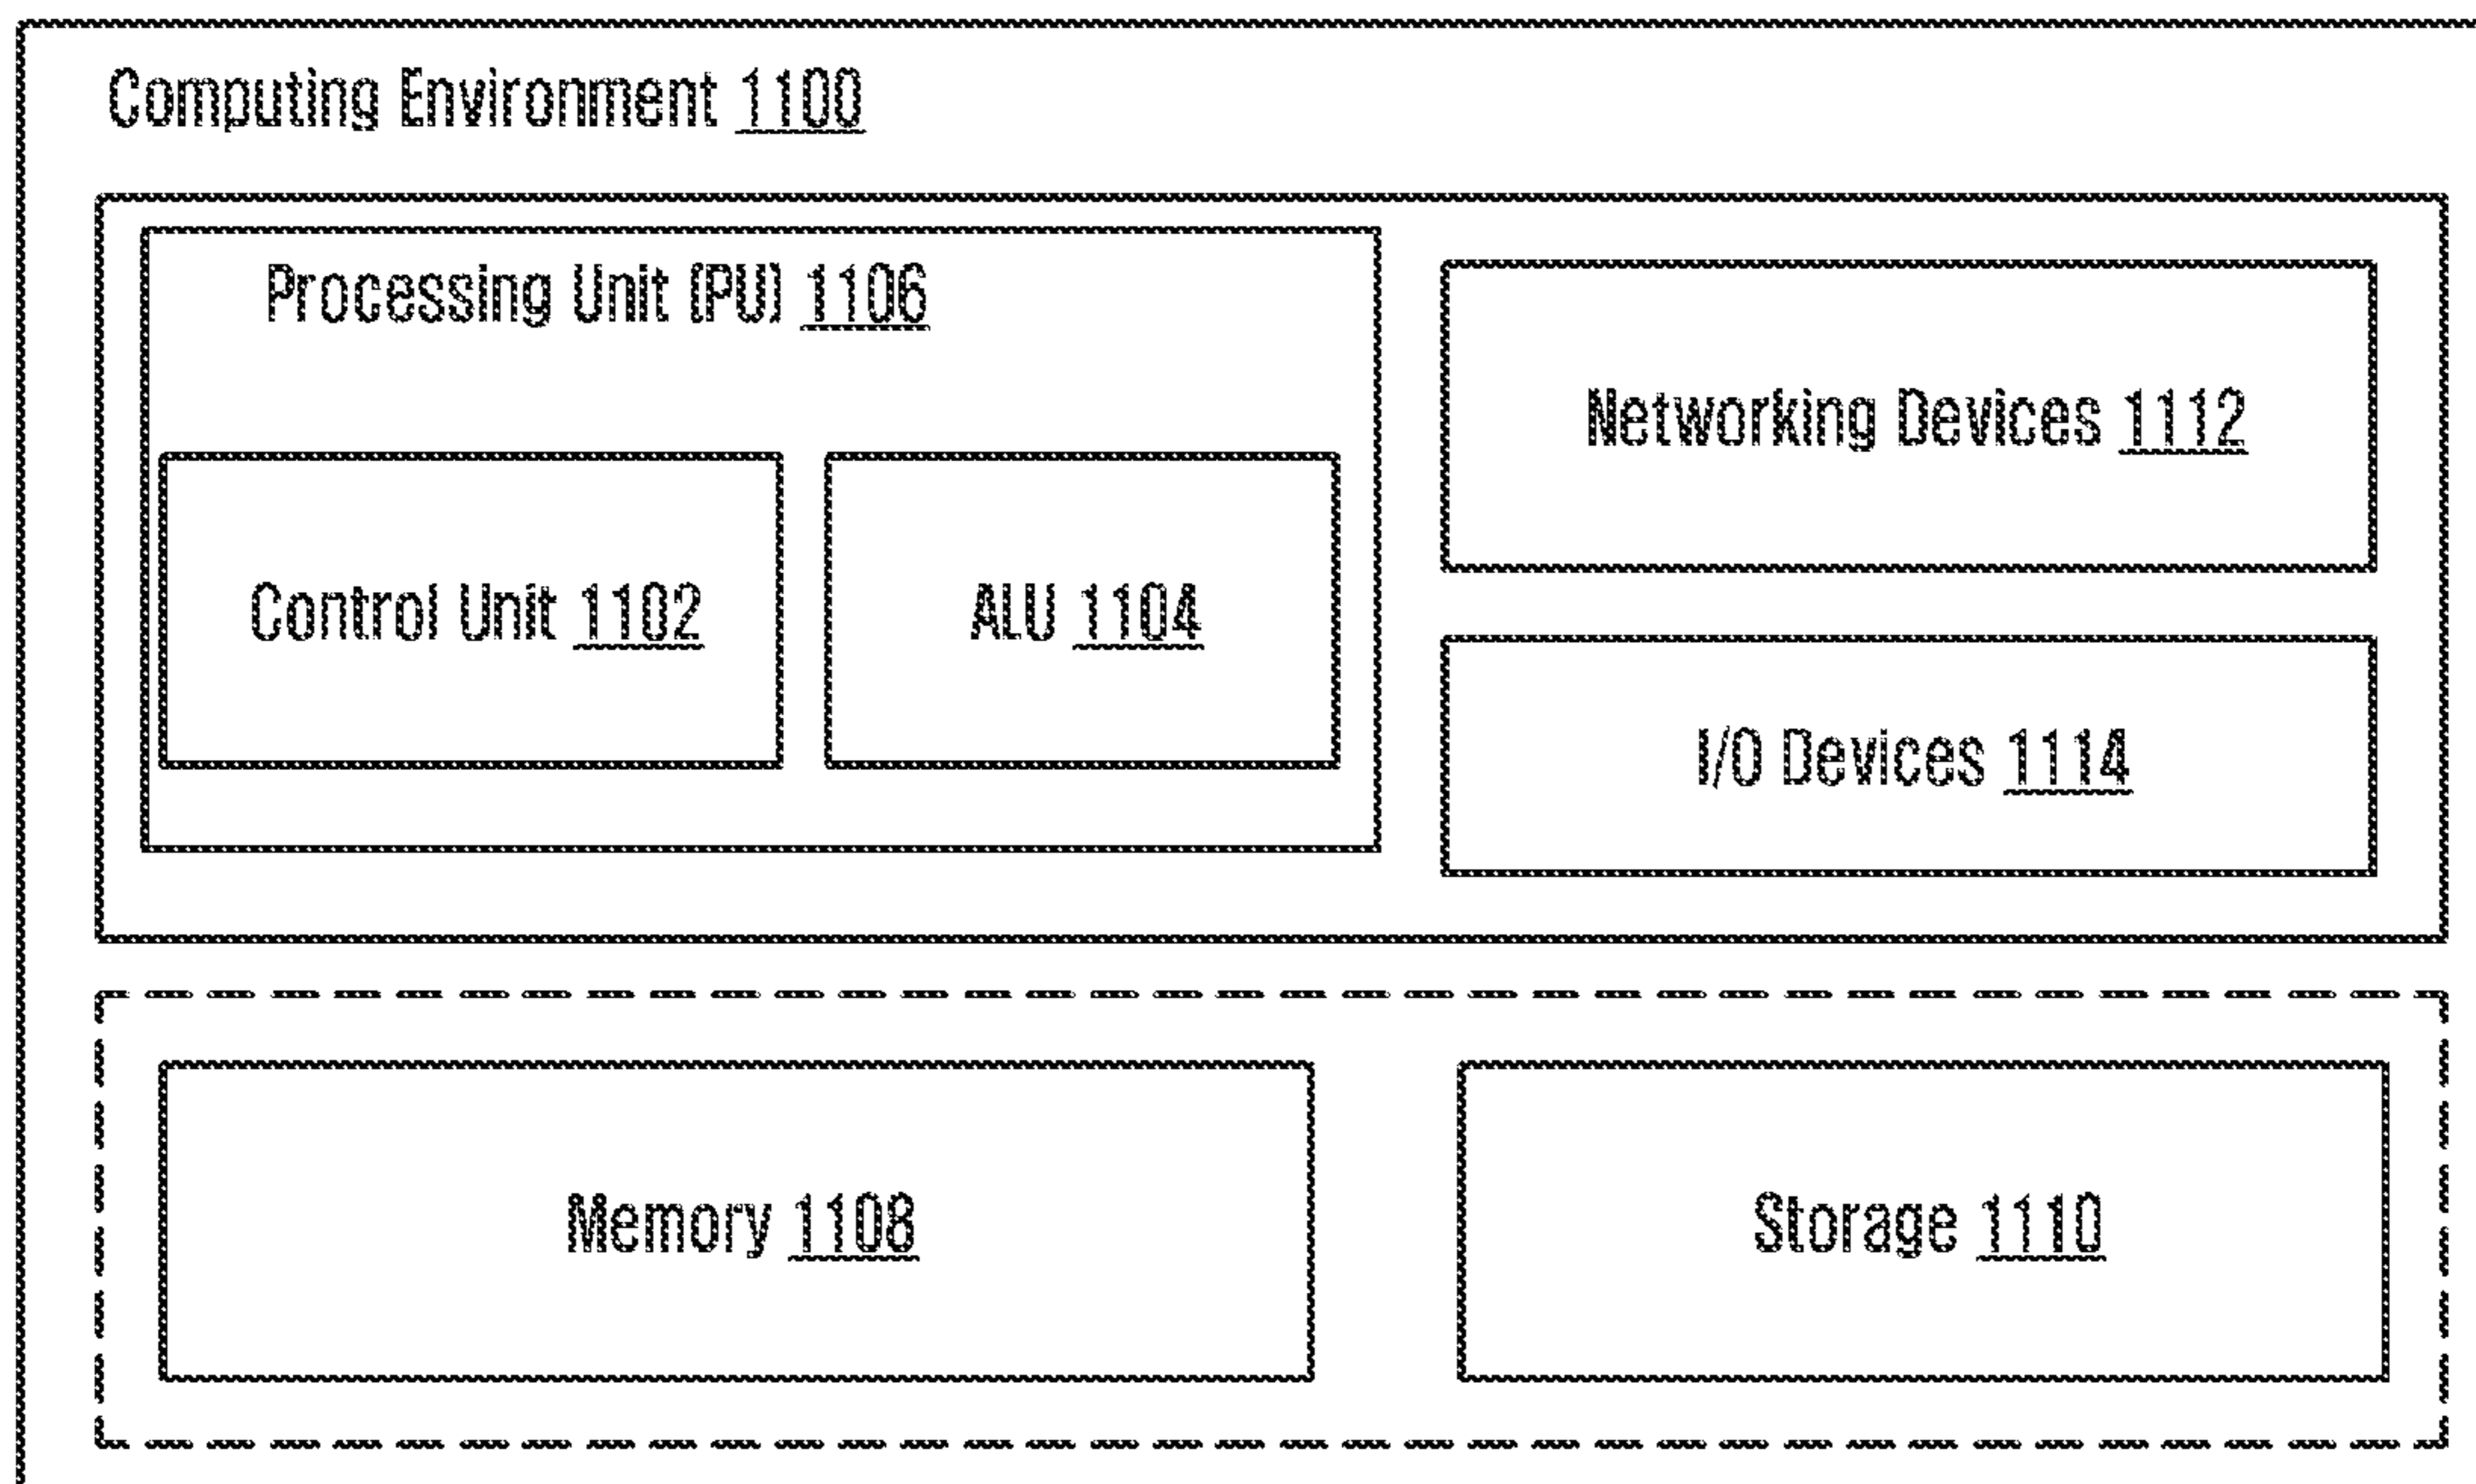 Computing Environment 1100
Processing Unit (PU) 1106
Networking Devices 1112
Control Unit 1102
ALU 1104
I/O Devices 1114
Memory 1108
Storage 1110